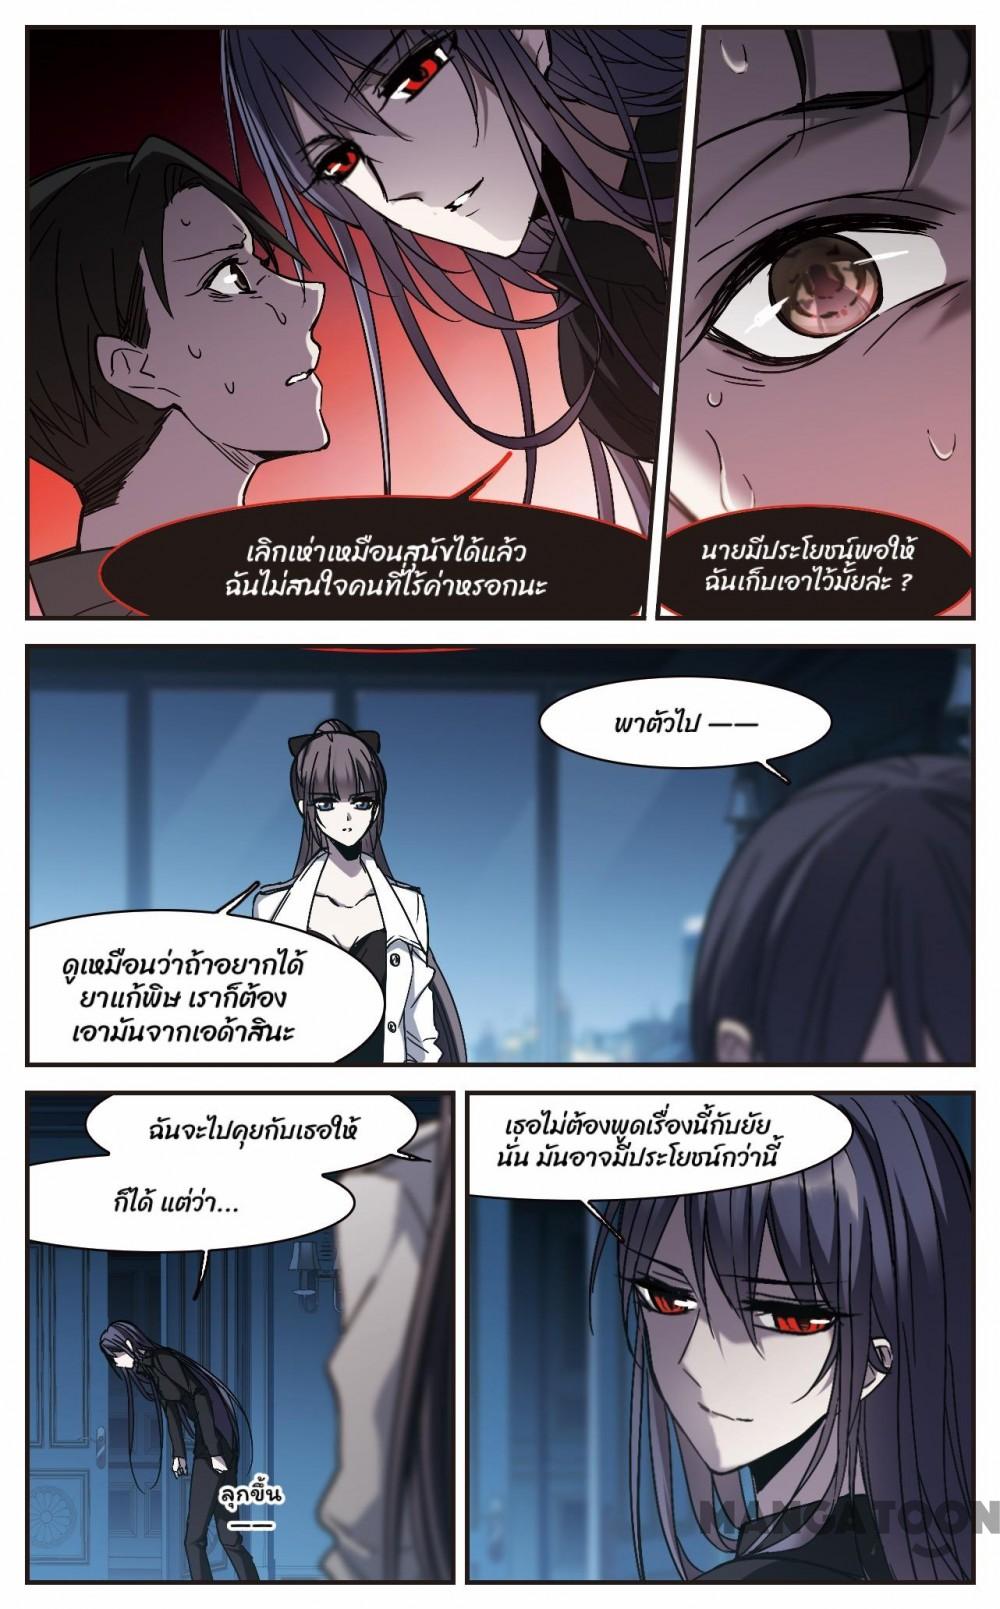 เลิกเห่าเหมือนสุนัขได้แล้ว
ฉันไม่สนใจคนที่ไร้ค่าหรอกนะ
นายมีประโยชน์พอให้
ฉันเก็บเอาไว้มั้ยล่ะ ?
พาตัวไป ——
ดูเหมือนว่าถ้าอยากได้
ยาแก้พิษ เราก็ต้อง
เอามันจากเอด้าสินะ
ฉันจะไปคุยกับเธอให้
ก็ได้ แต่ว่า...
ลุกขึ้น
——
เธอไม่ต้องพูดเรื่องนี้กับยัย
นั่น มันอาจมีประโยชน์กว่านี้
MANGATOON